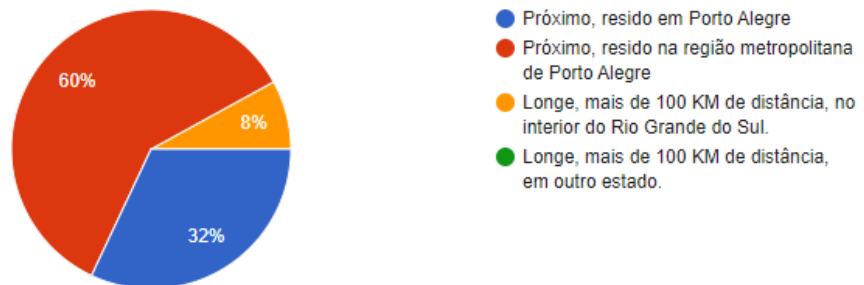 Próximo, resido em Porto Alegre
Próximo, resido na região metropolitana
de Porto Alegre
Longe, mais de 100 KM de distância, no
interior do Rio Grande do Sul.
Longe, mais de 100 KM de distância,
em outro estado.
60%
8%
32%